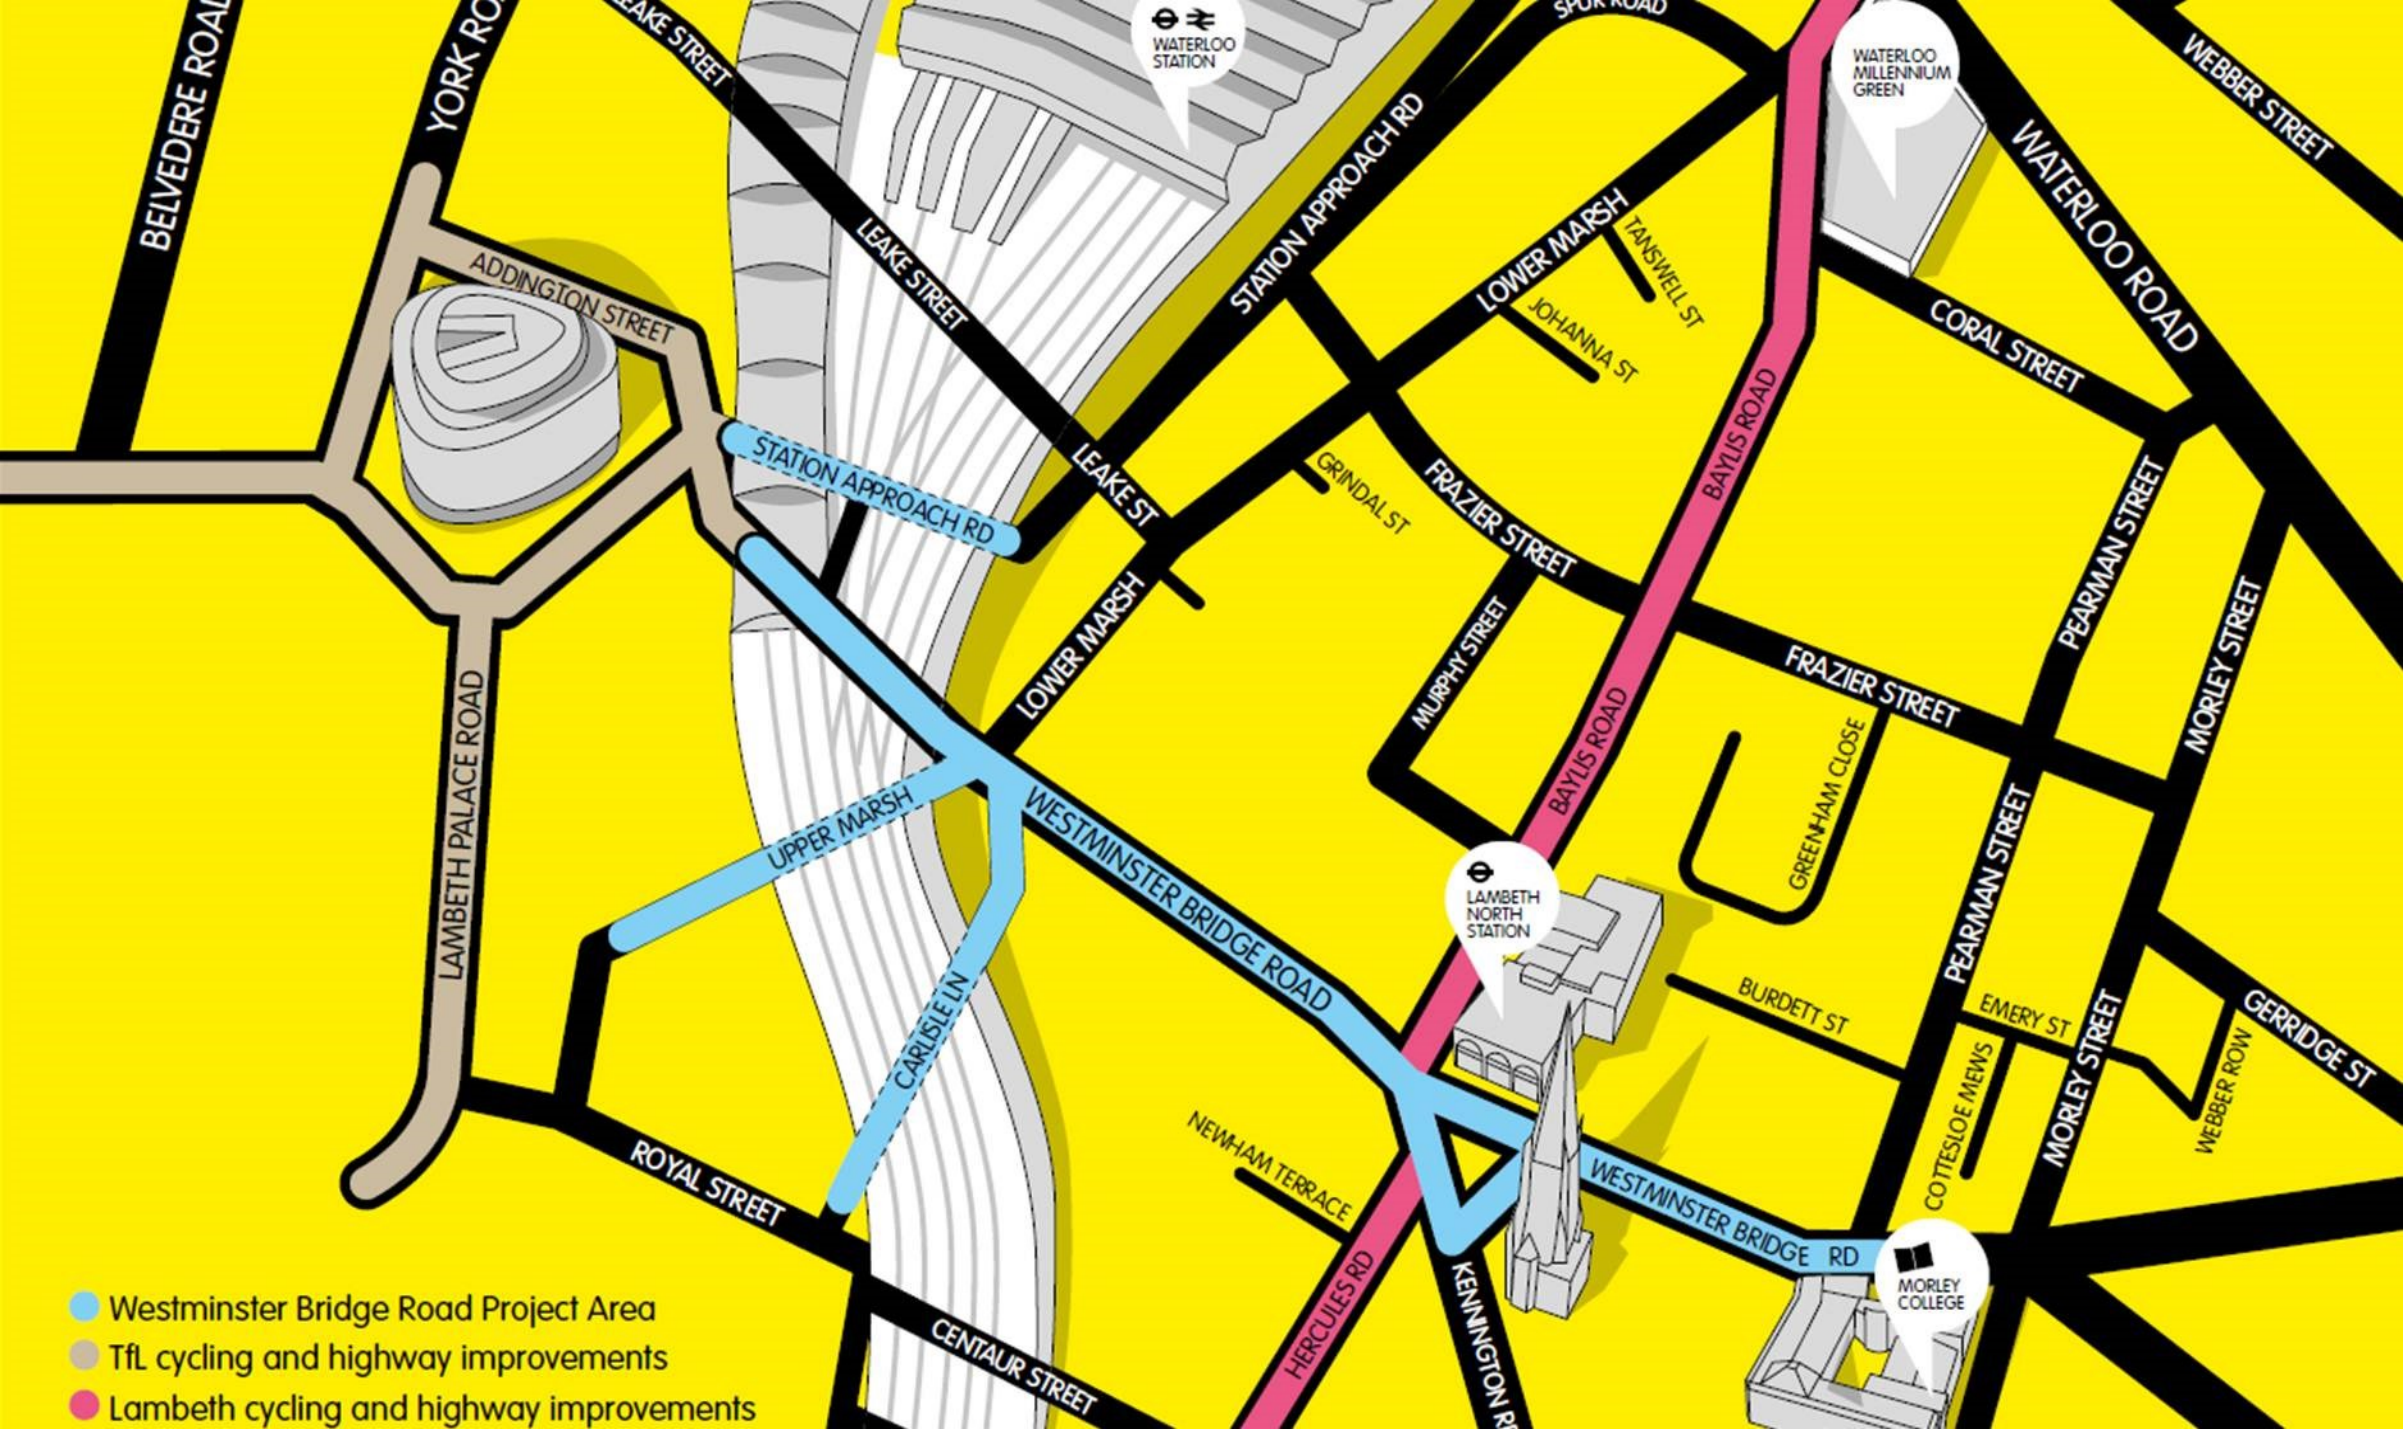 BELVEDERE ROAD
YORK RO
LEAKE STREET
WATERLOO
STATION
SPUR ROAD
WATERLOO
MILLENNIUM
GREEN
WEBBER STREET
WATERLOO ROAD
STATION APPROACH RD
LEAKE STREET
LOWER MARSH
TANSWELL ST
JOHANNA ST
ADDINGTON STREET
CORAL STREET
BAYLIS ROAD
STATION APPROACH RD
LEAKE ST
GRINDAL ST
FRAZIER STREET
PEARMAN STREET
MORLEY STREET
LOWER MARSH
MURPHY STREET
FRAZIER STREET
BAYLIS ROAD
GREENHAM CLOSE
LAMBETH PALACE ROAD
UPPER MARSH
WESTMINSTER BRIDGE ROAD
PEARMAN STREET
LAMBETH
NORTH
STATION
CARLISLE LN
BURDETT ST
EMERY ST
MORLEY STREET
GERRIDGE ST
WEBBER ROW
COTTESLOE MEWS
ROYAL STREET
NEWHAM TERRACE
WESTMINSTER BRIDGE RD
HERCULES RD
KENNINGTON R
MORLEY
COLLEGE
CENTAUR STREET
Westminster Bridge Road Project Area
TfL cycling and highway improvements
Lambeth cycling and highway improvements